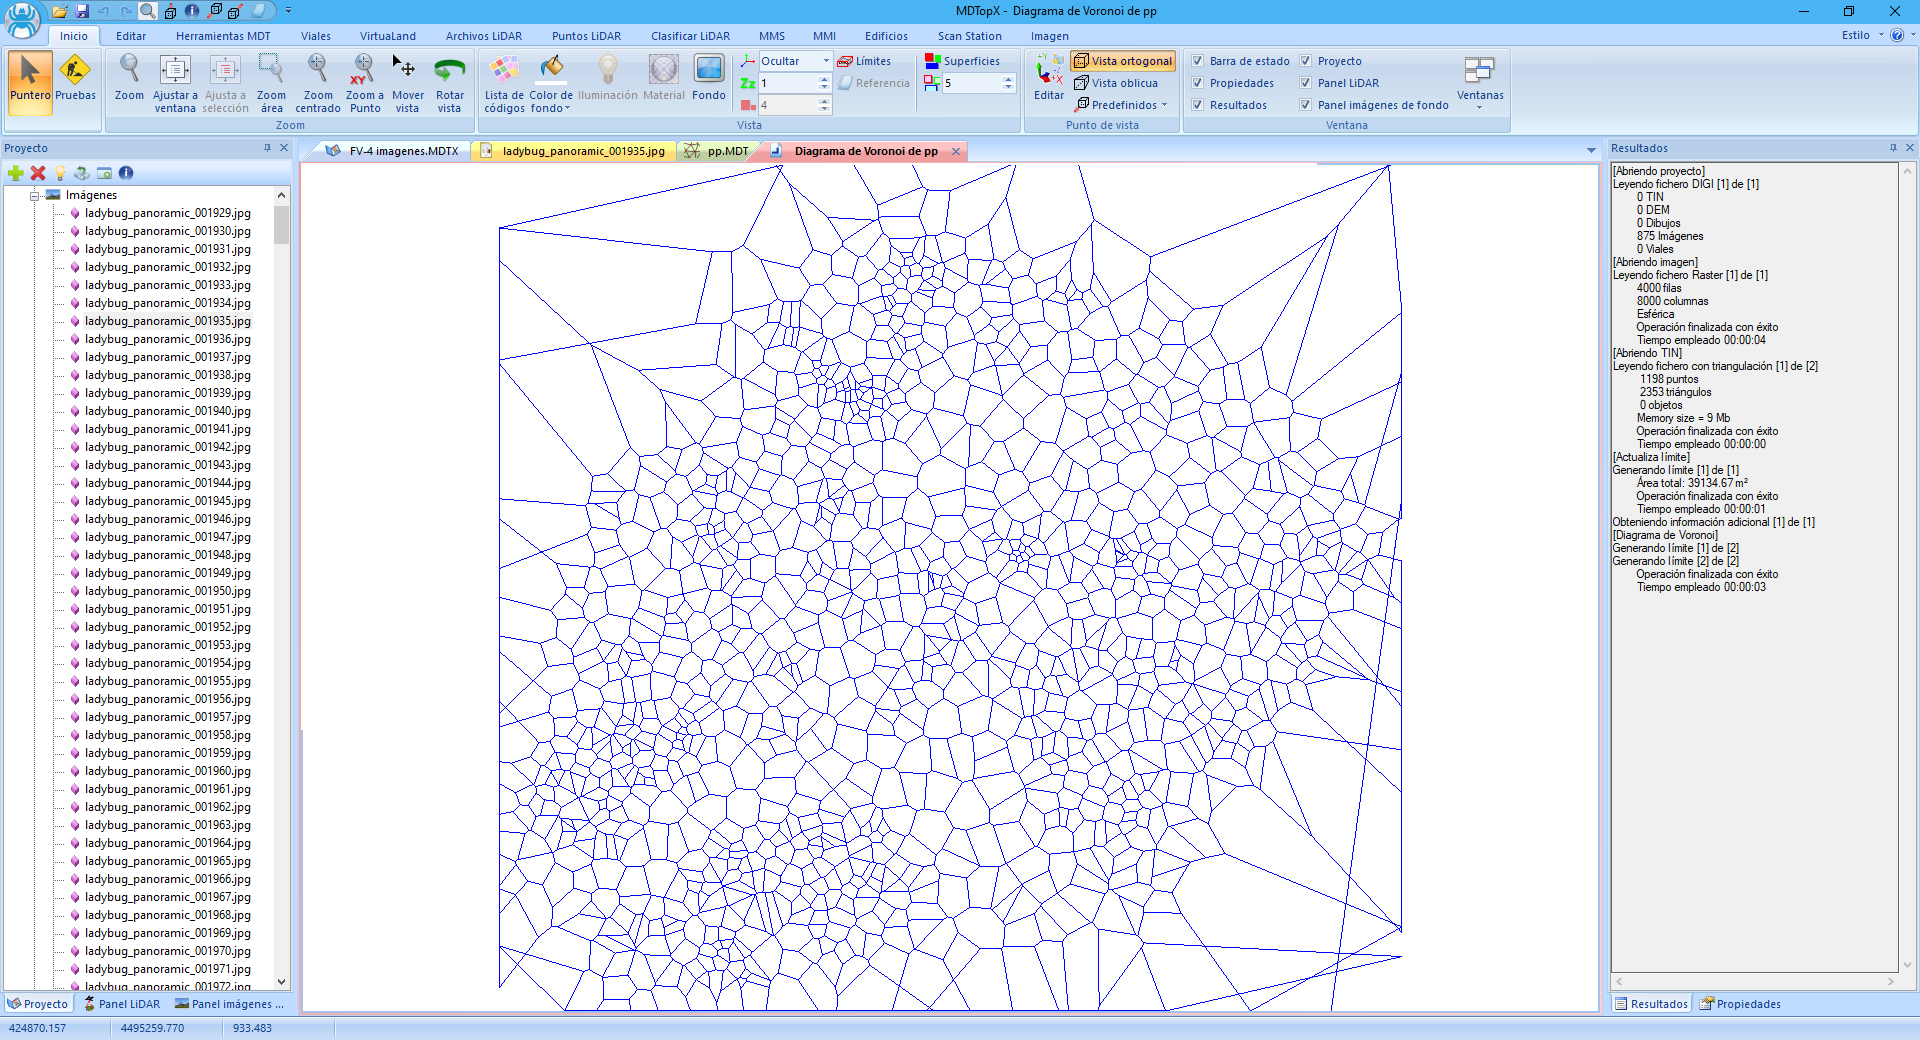 MDTopX - Diagrama de Voronoi de pp
Inicio Editar Herramientas MDT Viales VirtuaLand Archivos LiDAR Puntos LiDAR Clasificar LiDAR MMS MMI Edificios Scan Station Imagen Estilo
Puntero Pruebas
Zoom Ajustar a ventana Ajusta a selección Zoom área Zoom centrado Zoom a Punto Mover vista Rotar vista
Zoom
Lista de códigos Color de fondo Iluminación Material Fondo
Ocultar Límites Superficies
1 Referencia 5
4
Vista
Editar
Vista ortogonal
Vista oblicua
Predefinidos
Punto de vista
Barra de estado Proyecto
Propiedades Panel LiDAR
Resultados Panel imágenes de fondo
Ventanas
Ventana
Proyecto
FV-4 imagenes.MDTX ladybug_panoramic_001935.jpg pp.MDT Diagrama de Voronoi de pp
Imágenes
ladybug_panoramic_001929.jpg
ladybug_panoramic_001930.jpg
ladybug_panoramic_001931.jpg
ladybug_panoramic_001932.jpg
ladybug_panoramic_001933.jpg
ladybug_panoramic_001934.jpg
ladybug_panoramic_001935.jpg
ladybug_panoramic_001936.jpg
ladybug_panoramic_001937.jpg
ladybug_panoramic_001938.jpg
ladybug_panoramic_001939.jpg
ladybug_panoramic_001940.jpg
ladybug_panoramic_001941.jpg
ladybug_panoramic_001942.jpg
ladybug_panoramic_001943.jpg
ladybug_panoramic_001944.jpg
ladybug_panoramic_001945.jpg
ladybug_panoramic_001946.jpg
ladybug_panoramic_001947.jpg
ladybug_panoramic_001948.jpg
ladybug_panoramic_001949.jpg
ladybug_panoramic_001950.jpg
ladybug_panoramic_001951.jpg
ladybug_panoramic_001952.jpg
ladybug_panoramic_001953.jpg
ladybug_panoramic_001954.jpg
ladybug_panoramic_001955.jpg
ladybug_panoramic_001956.jpg
ladybug_panoramic_001957.jpg
ladybug_panoramic_001958.jpg
ladybug_panoramic_001959.jpg
ladybug_panoramic_001960.jpg
ladybug_panoramic_001961.jpg
ladybug_panoramic_001962.jpg
ladybug_panoramic_001963.jpg
ladybug_panoramic_001964.jpg
ladybug_panoramic_001965.jpg
ladybug_panoramic_001966.jpg
ladybug_panoramic_001967.jpg
ladybug_panoramic_001968.jpg
ladybug_panoramic_001969.jpg
ladybug_panoramic_001970.jpg
ladybug_panoramic_001971.jpg
ladybug_panoramic_001972.jpg
Proyecto Panel LiDAR Panel imágenes ...
Resultados
[Abriendo proyecto]
Leyendo fichero DIGI [1] de [1]
0 TIN
0 DEM
0 Dibujos
875 Imágenes
0 Viales
[Abriendo imagen]
Leyendo fichero Raster [1] de [1]
4000 filas
8000 columnas
Esférica
Operación finalizada con éxito
Tiempo empleado 00:00:04
[Abriendo TIN]
Leyendo fichero con triangulación [1] de [2]
1198 puntos
2353 triángulos
0 objetos
Memory size = 9 Mb
Operación finalizada con éxito
Tiempo empleado 00:00:00
[Actualiza límite]
Generando límite [1] de [1]
Área total: 39134.67 m²
Operación finalizada con éxito
Tiempo empleado 00:00:01
Obteniendo información adicional [1] de [1]
[Diagrama de Voronoi]
Generando límite [1] de [2]
Generando límite [2] de [2]
Operación finalizada con éxito
Tiempo empleado 00:00:03
Resultados Propiedades
424870.157 4495259.770 933.483